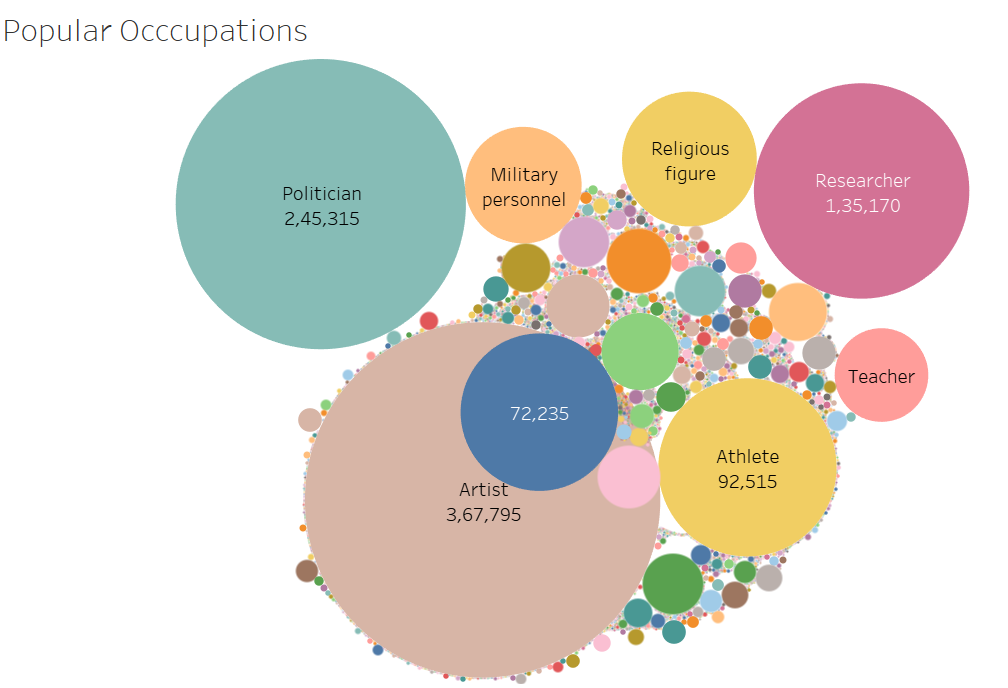 Popular Occcupations
Politician
2,45,315
Military
personnel
Religious
figure
Researcher
1,35,170
Teacher
72,235
Athlete
92,515
Artist
3,67,795